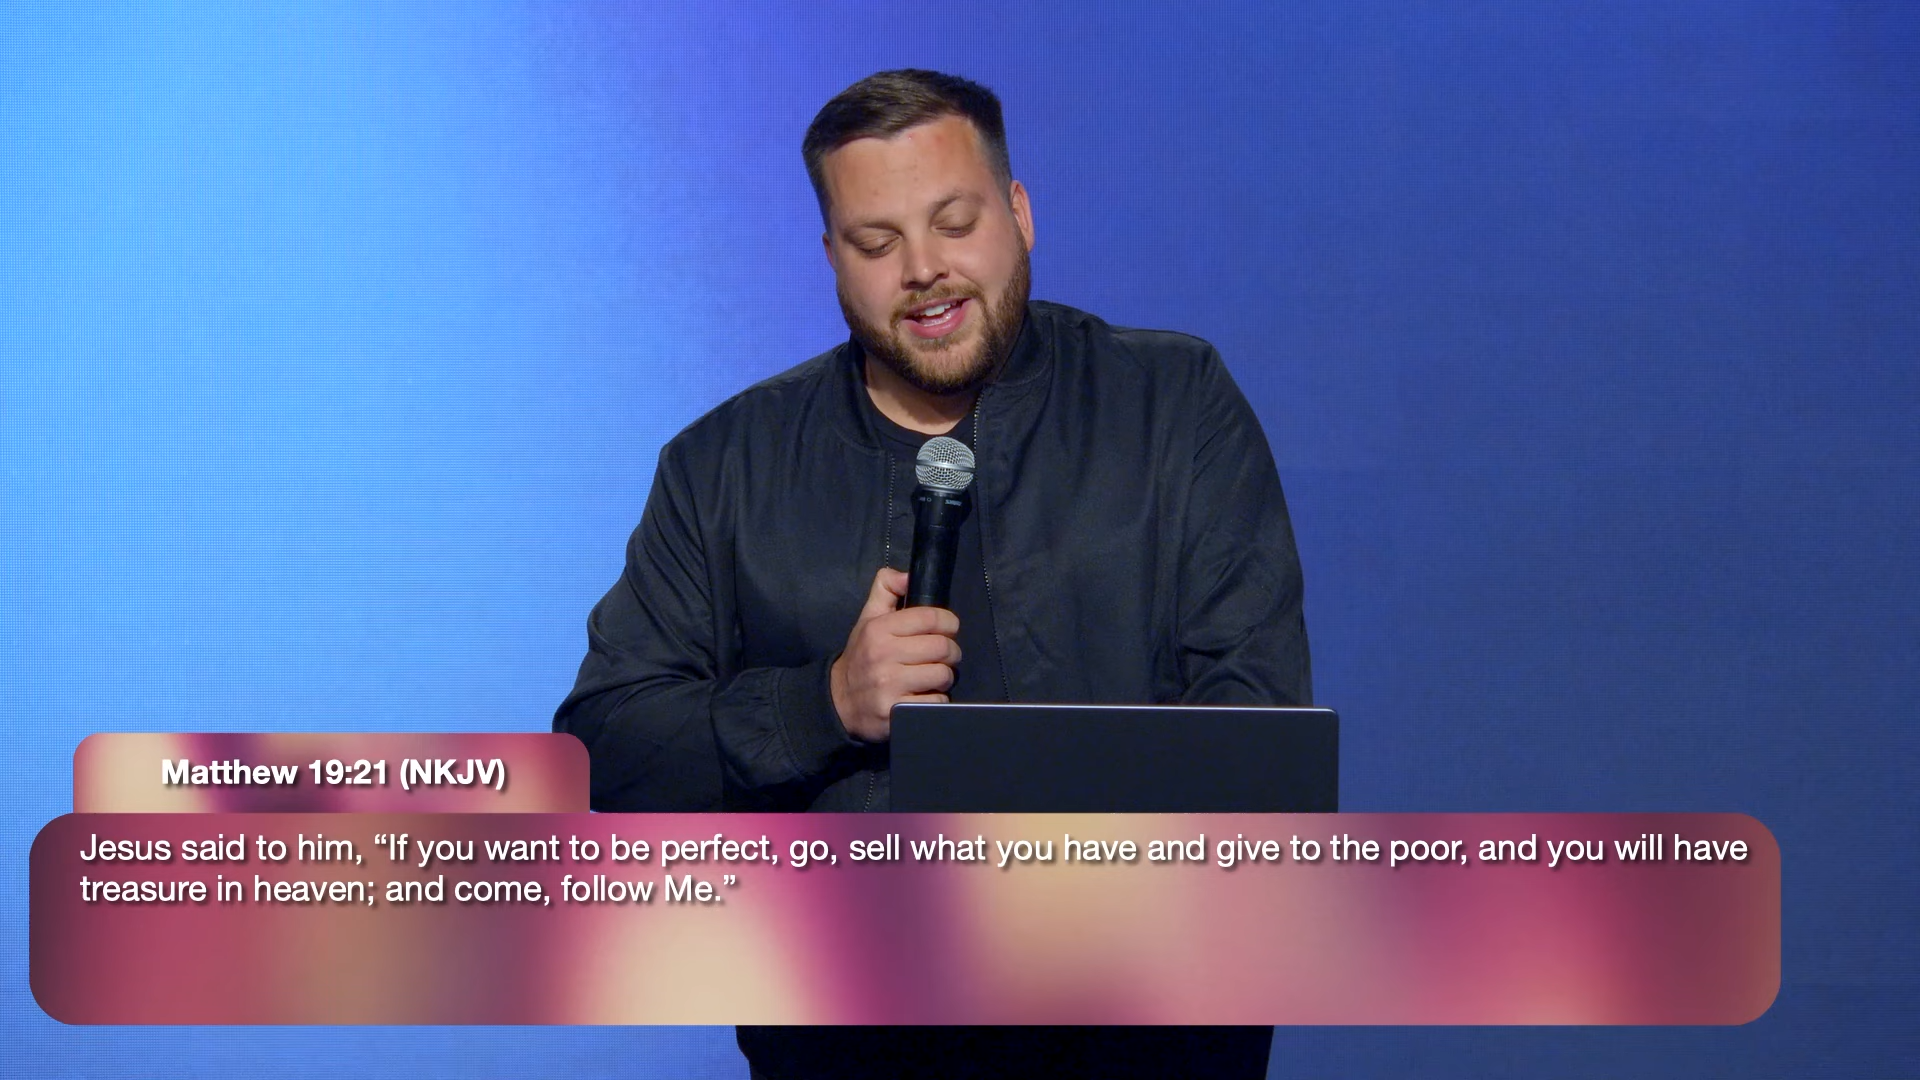 Matthew 19:21 (NKJV)
Jesus said to him, “If you want to be perfect, go, sell what you have and give to the poor, and you will have
treasure in heaven; and come, follow Me.”